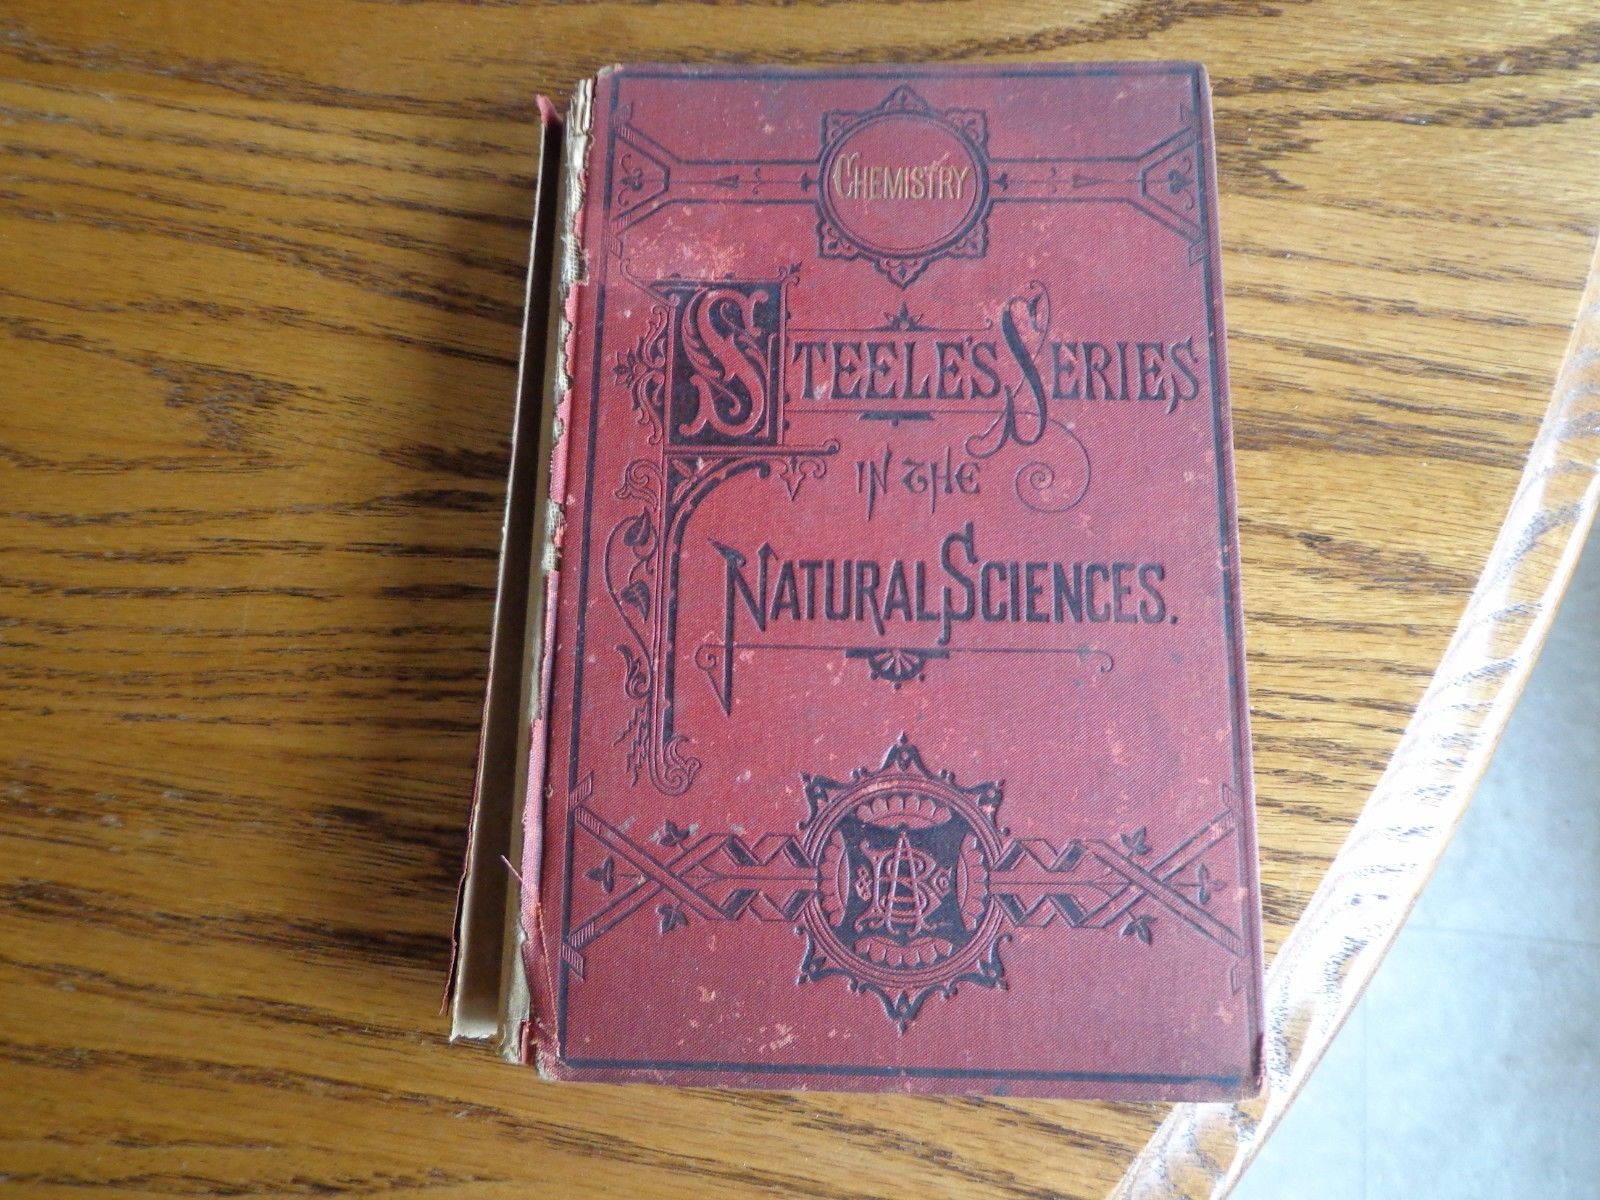 CHEMISTRY
STEELE'S SERIES
IN THE
NATURAL SCIENCES.